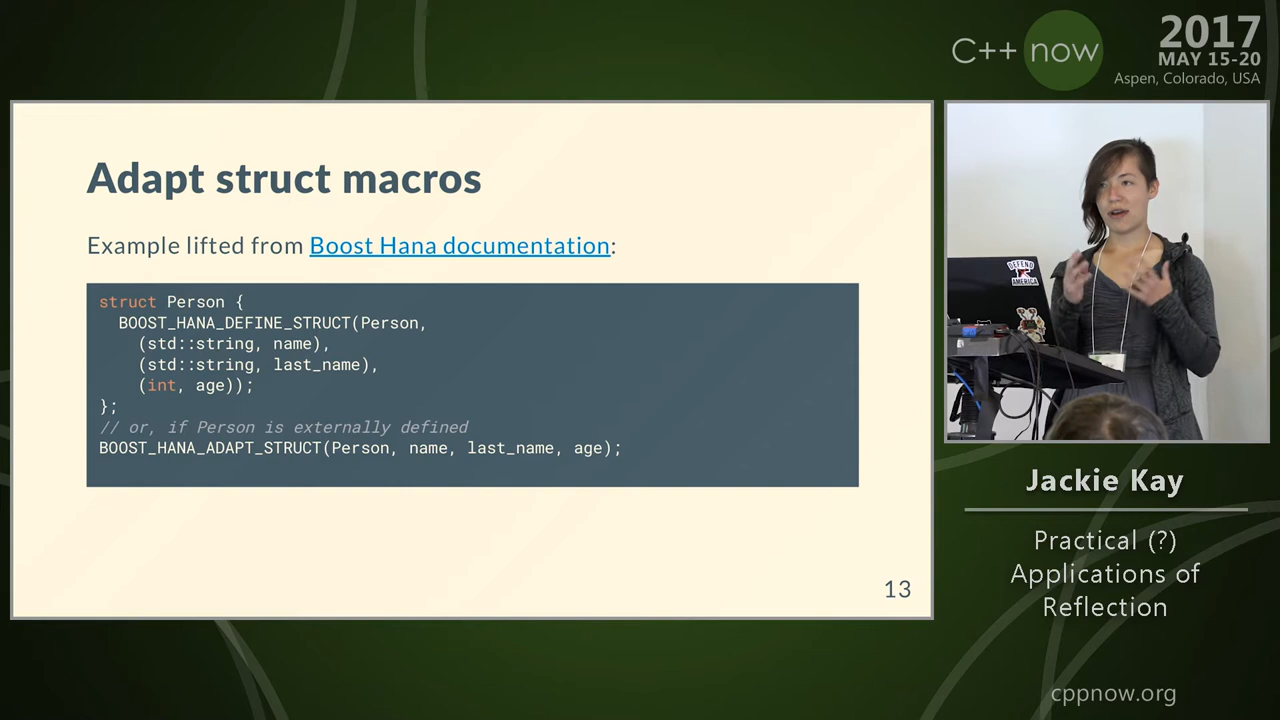 C++ now
2017
MAY 15-20
Aspen, Colorado, USA
Adapt struct macros
Example lifted from Boost Hana documentation:
struct Person {
  BOOST_HANA_DEFINE_STRUCT(Person,
    (std::string, name),
    (std::string, last_name),
    (int, age));
};
// or, if Person is externally defined
BOOST_HANA_ADAPT_STRUCT(Person, name, last_name, age);
13
DEFEND
AMERICA
Jackie Kay
Practical (?)
Applications of
Reflection
cppnow.org